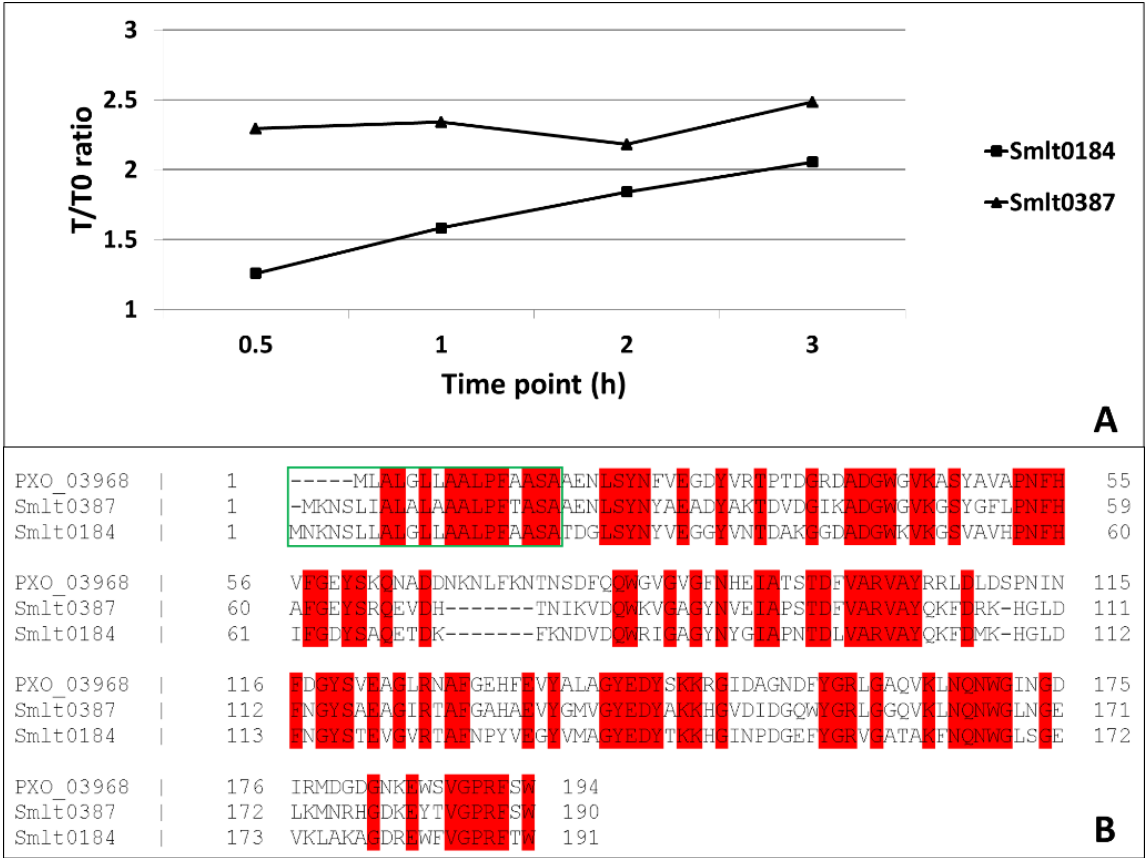 3
2.5
2
1.5
1
T/T0 ratio
0.5 1 2 3
Time point (h)
Smlt0184
Smlt0387
A
PXO_03968 | 1 -----MLALGLLAALPFAASAAENLSYNFVEGDYVRTPTDGRDADGWGVKASYAVAPNFH 55
Smlt0387 | 1 -MKNSLIALALAAALPFTASAAENLSYNYAEADYAKTDVDGIKADGWGVKGSYGFLPNFH 59
Smlt0184 | 1 MNKNSLLALGLLAALPFAASATDGLSYNYVEGGYVNTDAKGGDADGWKVKGSVAVHPNFH 60
PXO_03968 | 56 VFGEYSKQNADDNKNLFKNTNSDFQQWGVGVGFNHEIATSTDFVARVAYRRLDLDSPNIN 115
Smlt0387 | 60 AFGEYSRQEVDH-------TNIKVDQWKVGAGYNVEIAPSTDFVARVAYQKFDRK-HGLD 111
Smlt0184 | 61 IFGDYSAQETDK-------FKNDVDQWRIGAGYNYGIAPNTDLVARVAYQKFDMK-HGLD 112
PXO_03968 | 116 FDGYSVEAGLRNAFGEHFEVYALAGYEDYSKKRGIDAGNDFYGRLGAQVKLNQNWGINGD 175
Smlt0387 | 112 FNGYSAEAGIRTAFGAHAEVYGMVGYEDYAKKHGVDIDGQWYGRLGGQVKLNQNWGLNGE 171
Smlt0184 | 113 FNGYSTEVGVRTAFNPYVEGYVMAGYEDYTKKHGINPDGEFYGRVGATAKFNQNWGLSGE 172
PXO_03968 | 176 IRMDGDGNKEWSVGPRFSW 194
Smlt0387 | 172 LKMNRHGDKEYTVGPRFSW 190
Smlt0184 | 173 VKLAKAGDREWFVGPRFTW 191
B